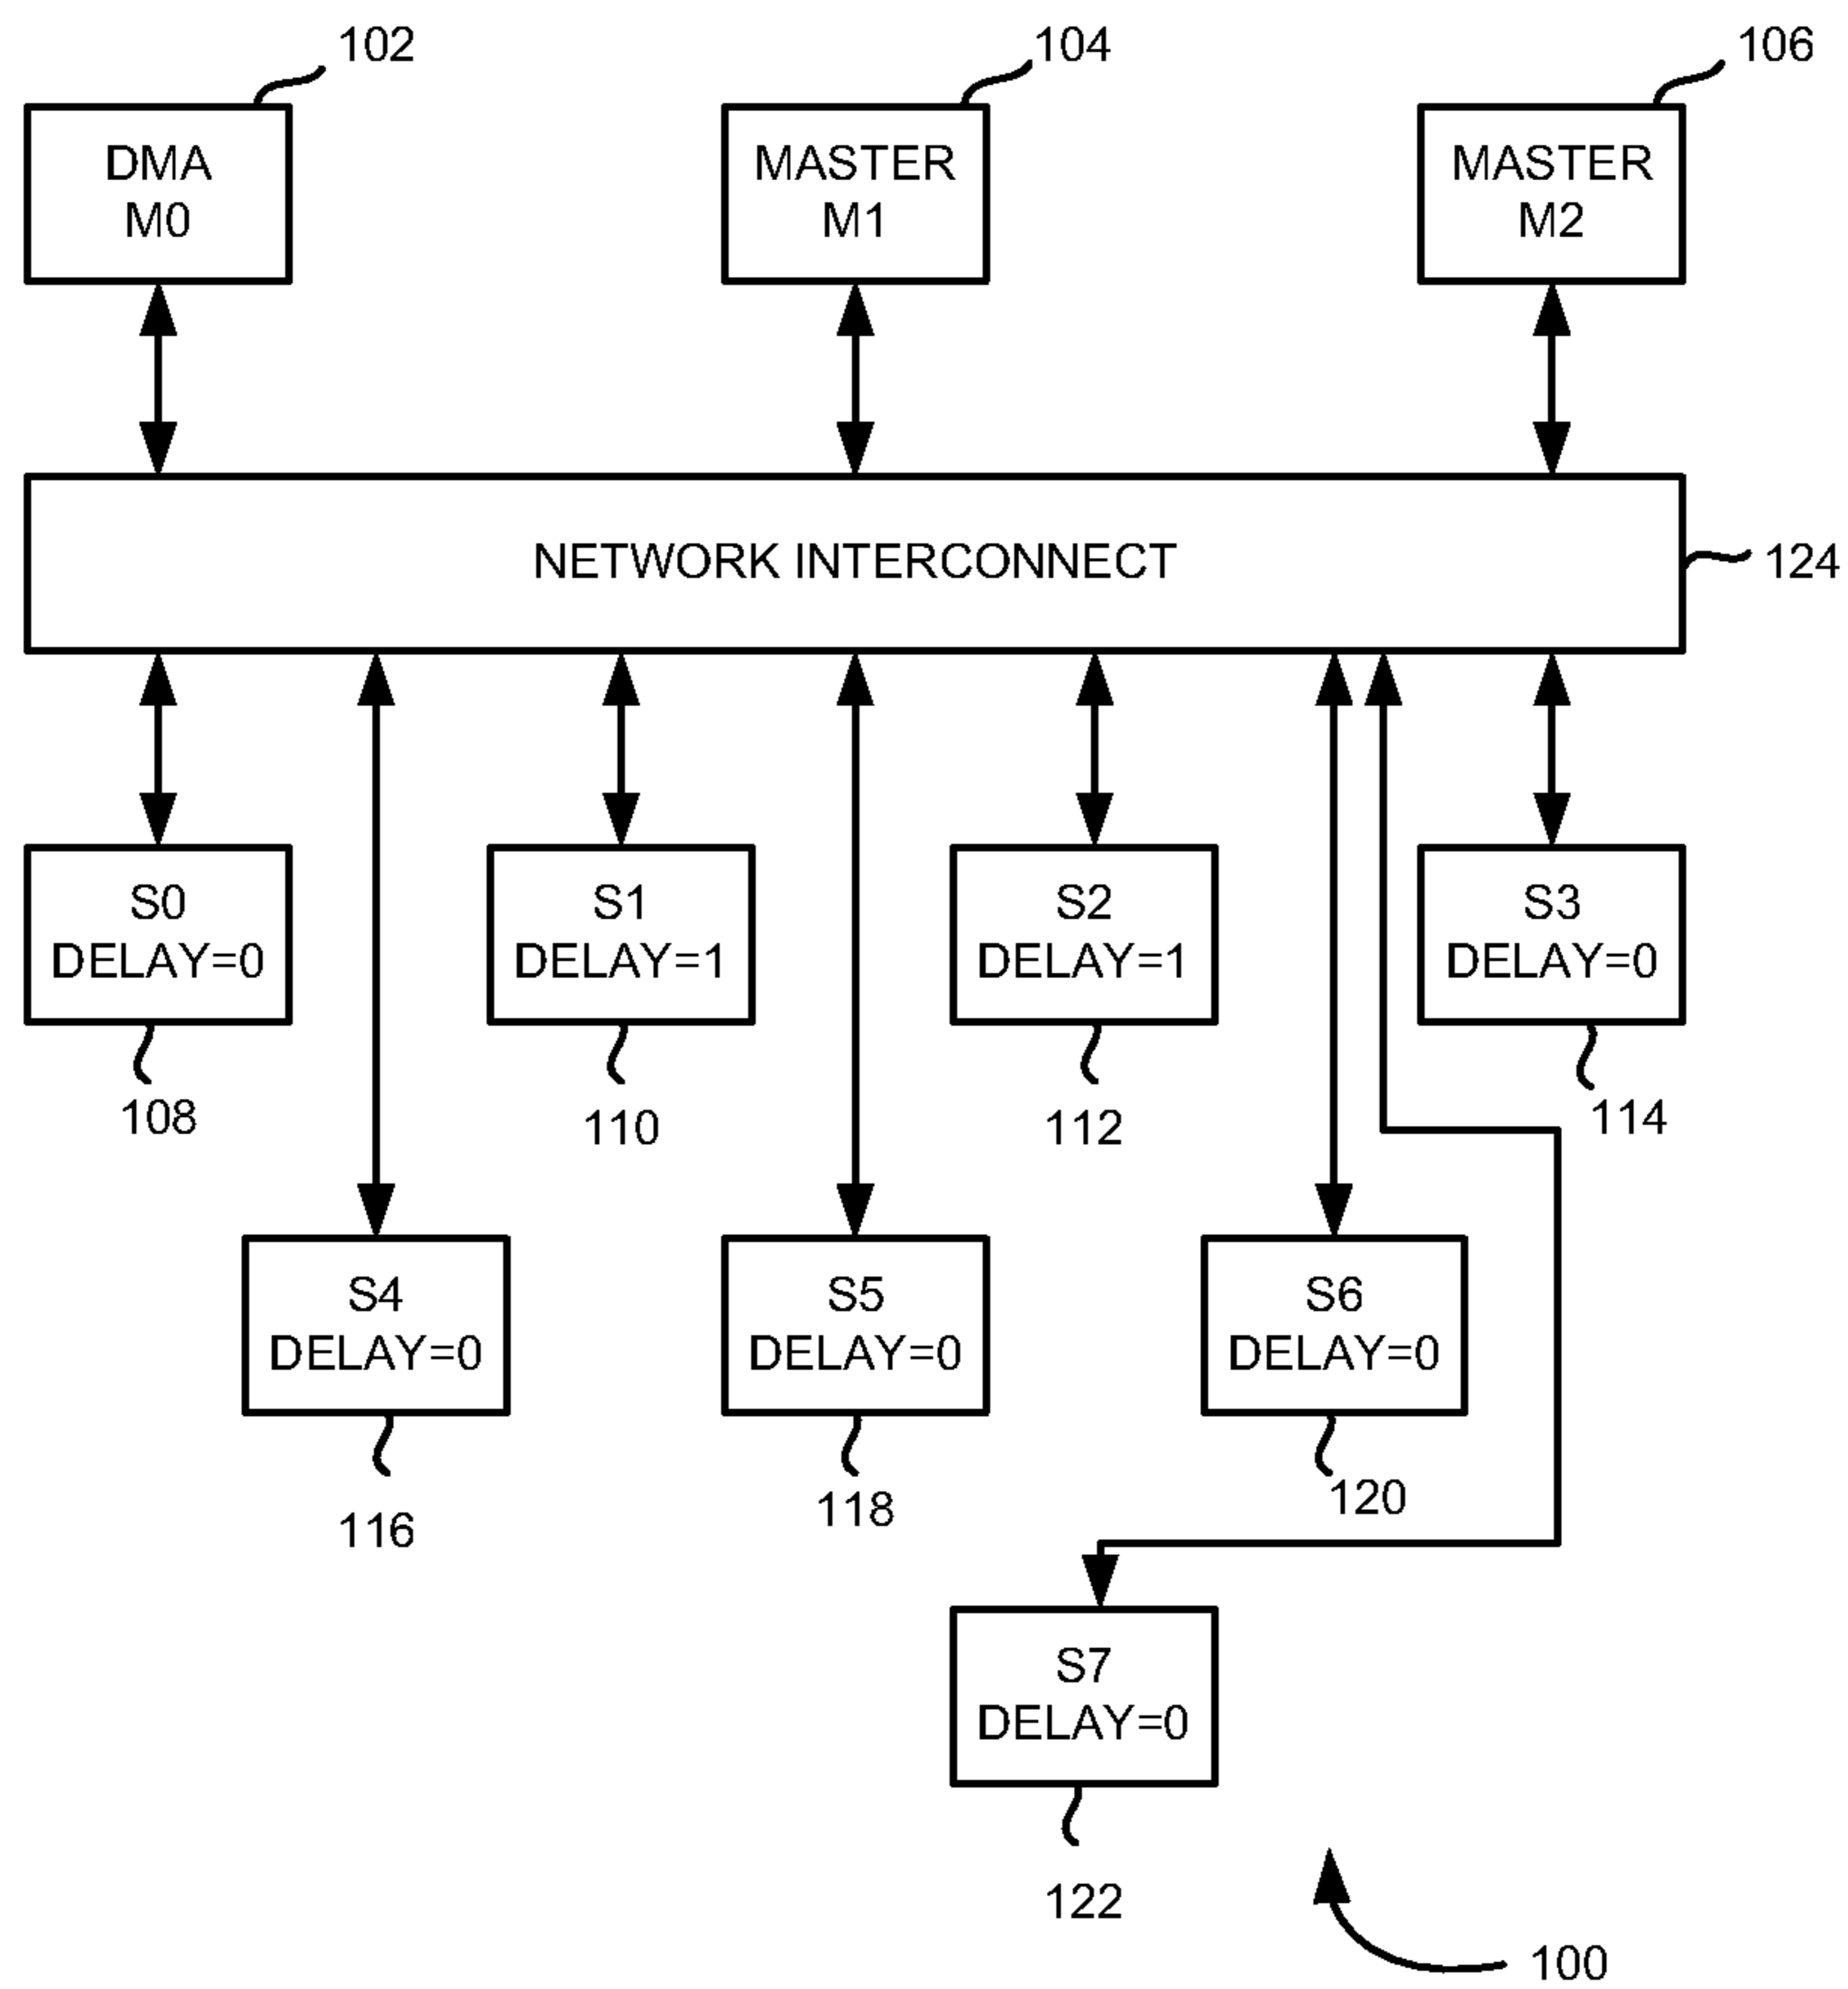 102
104
106
DMA
M0
MASTER
M1
MASTER
M2
NETWORK INTERCONNECT
124
S0
DELAY=0
S1
DELAY=1
S2
DELAY=1
S3
DELAY=0
108
110
112
114
S4
DELAY=0
S5
DELAY=0
S6
DELAY=0
116
118
120
S7
DELAY=0
122
100